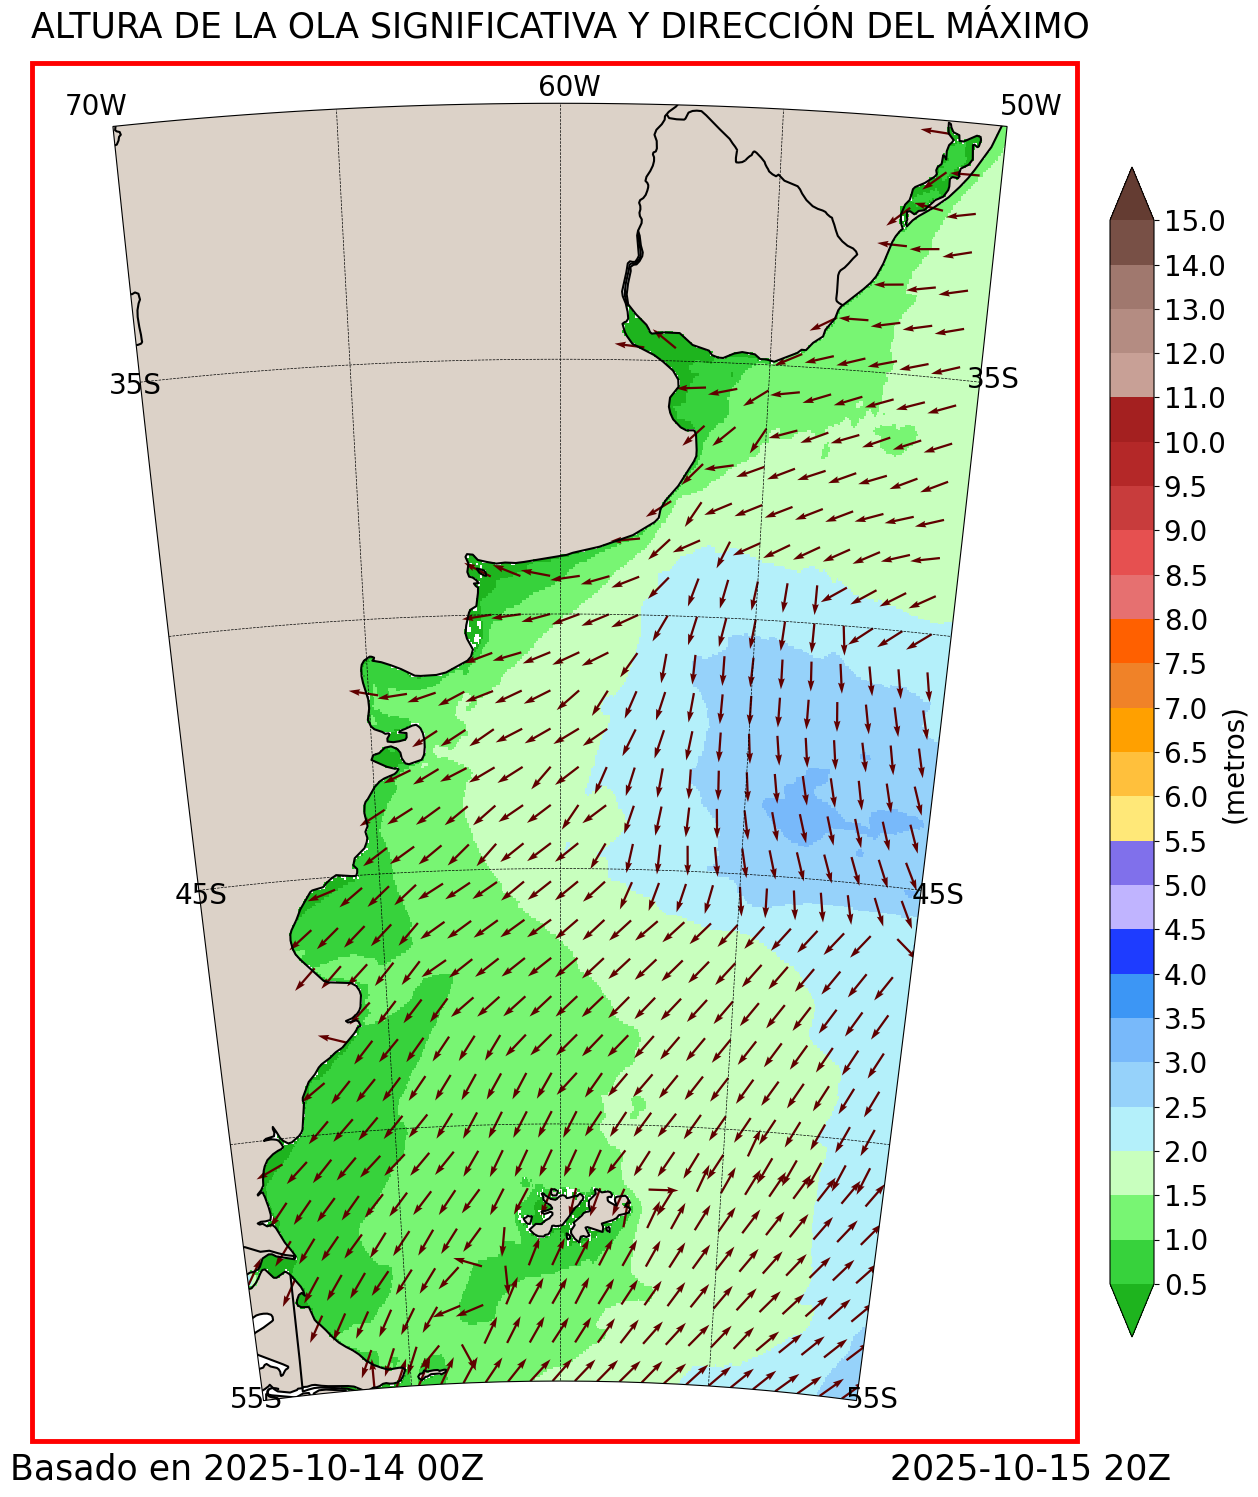 ALTURA DE LA OLA SIGNIFICATIVA Y DIRECCIÓN DEL MÁXIMO
70W
60W
50W
35S
35S
45S
45S
55S
55S
15.0
14.0
13.0
12.0
11.0
10.0
9.5
9.0
8.5
8.0
7.5
7.0
6.5
6.0
5.5
5.0
4.5
4.0
3.5
3.0
2.5
2.0
1.5
1.0
0.5
(metros)
Basado en 2025-10-14 00Z
2025-10-15 20Z